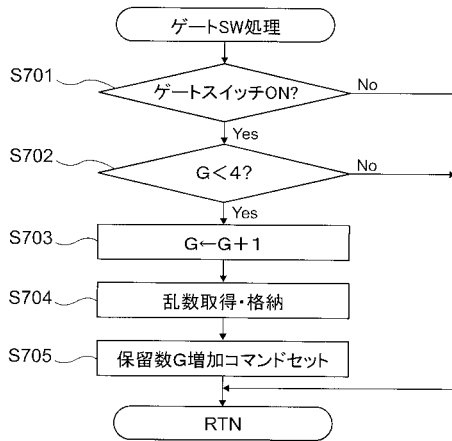 ゲートSW処理
S701
ゲートスイッチON?
No
Yes
S702
G<4?
No
Yes
S703
G←G+1
S704
乱数取得・格納
S705
保留数G増加コマンドセット
RTN